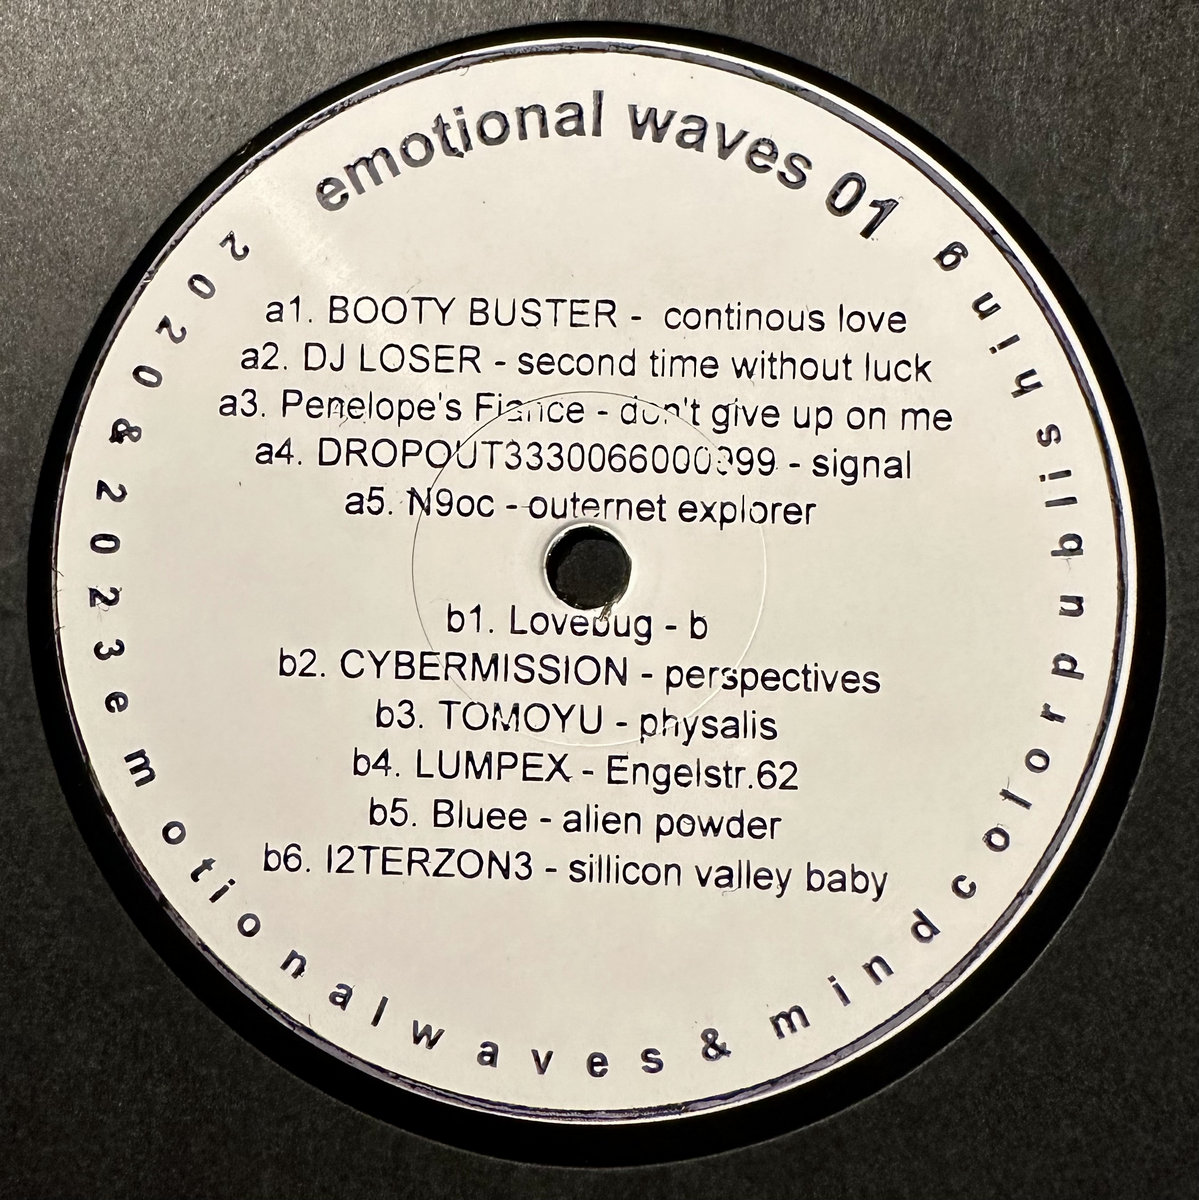 emotional waves 01
a1. BOOTY BUSTER - continous love
a2. DJ LOSER - second time without luck
a3. Penelope's Fiance - don't give up on me
a4. DROPOUT3330066000999 - signal
a5. N9oc - outernet explorer
b1. Lovebug - b
b2. CYBERMISSION - perspectives
b3. TOMOYU - physalis
b4. LUMPEX - Engelstr.62
b5. Bluee - alien powder
b6. I2TERZON3 - sillicon valley baby
2020&2023emotionalwaves&mindcolorpublishing